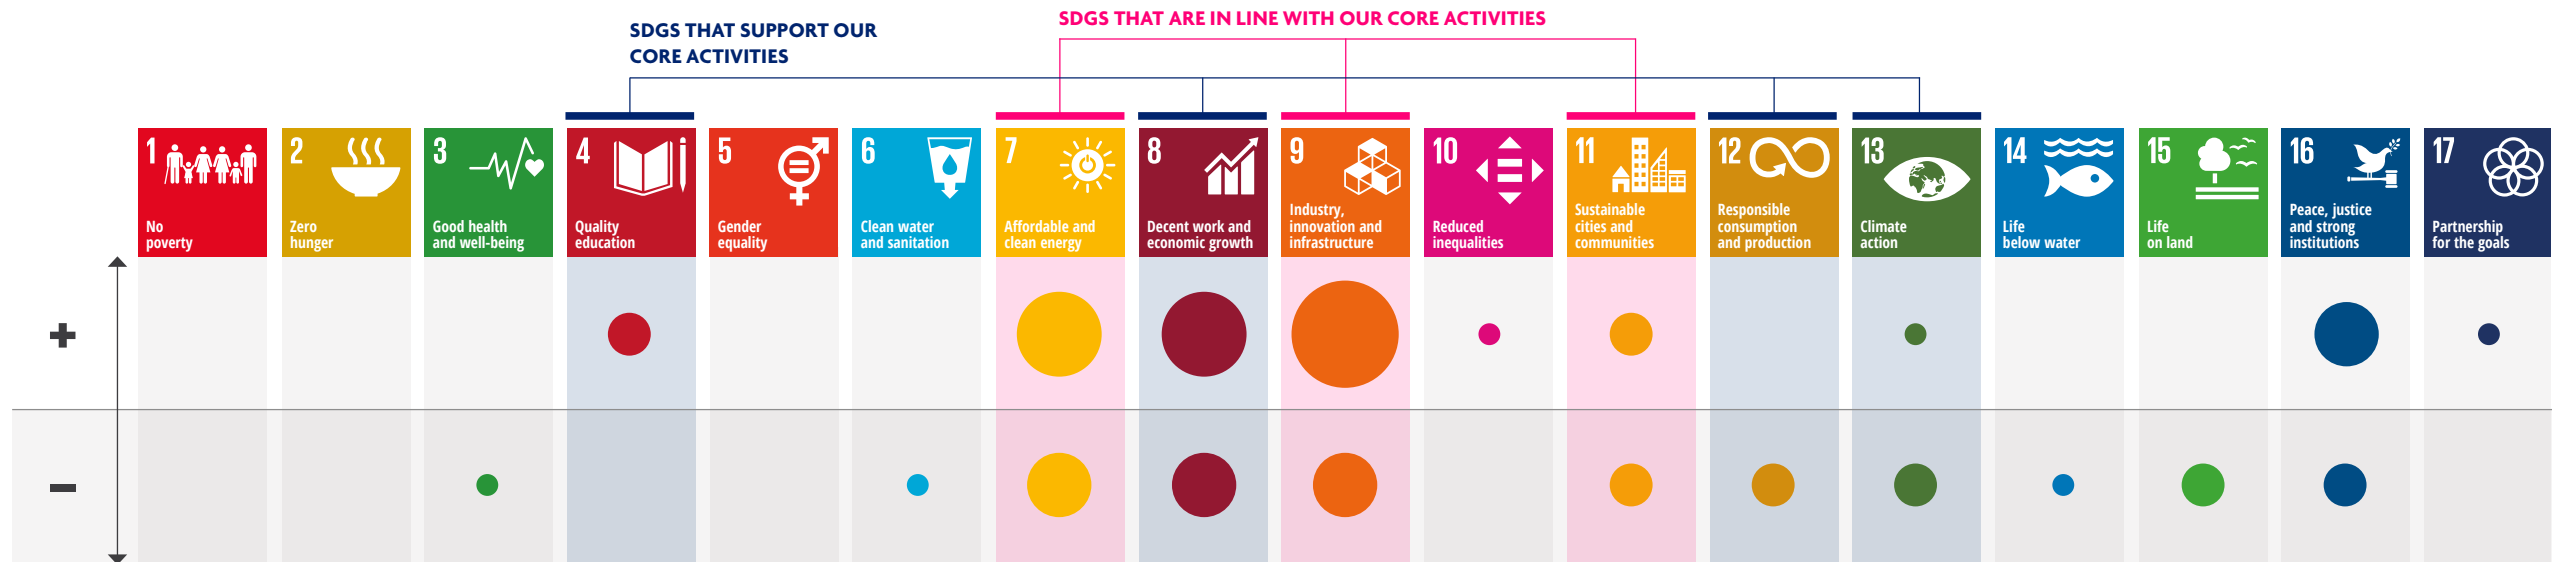 SDGS THAT ARE IN LINE WITH OUR CORE ACTIVITIES
SDGS THAT SUPPORT OUR
CORE ACTIVITIES
1
No
poverty
2
Zero
hunger
3
Good health
and well-being
4
Quality
education
5
Gender
equality
6
Clean water
and sanitation
7
Affordable and
clean energy
8
Decent work and
economic growth
9
Industry,
innovation and
infrastructure
10
Reduced
inequalities
11
Sustainable
cities and
communities
12
Responsible
consumption
and production
13
Climate
action
14
Life
below water
15
Life
on land
16
Peace, justice
and strong
institutions
17
Partnership
for the goals
+
−